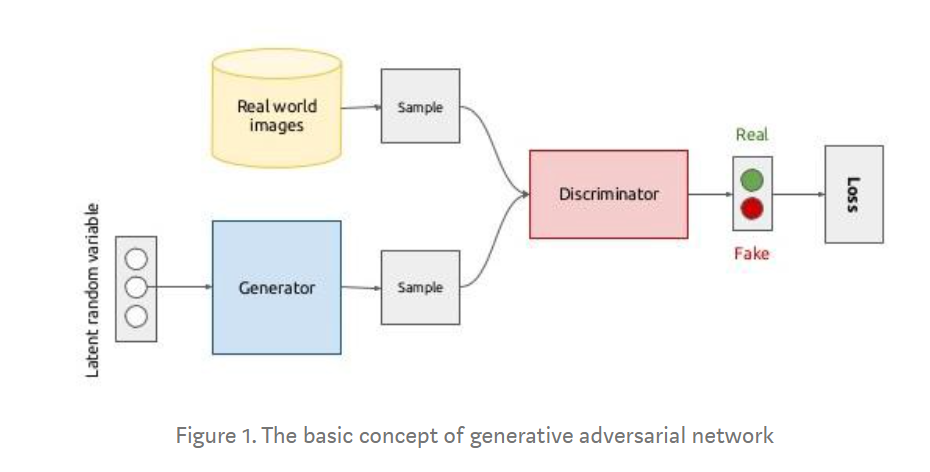 Real world
images
Sample
Latent random variable
Generator
Sample
Discriminator
Real
Fake
Loss
Figure 1. The basic concept of generative adversarial network